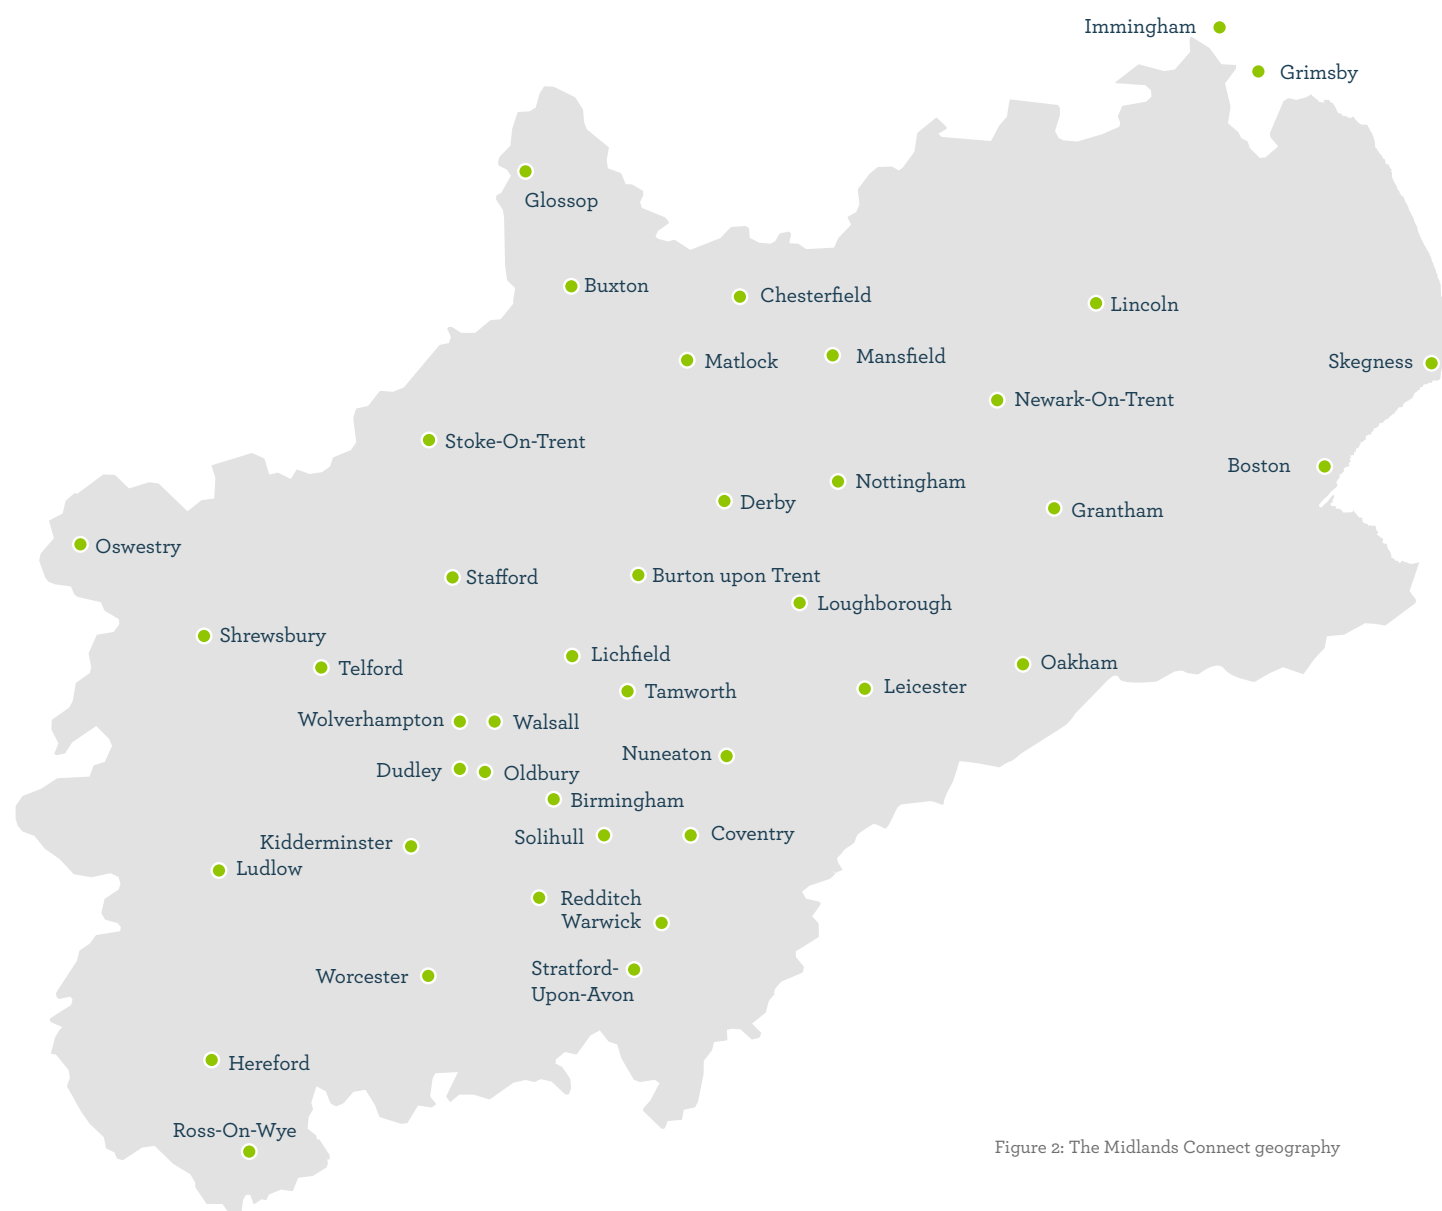 Immingham
Grimsby
Glossop
Buxton
Chesterfield
Lincoln
Matlock
Mansfield
Skegness
Newark-On-Trent
Stoke-On-Trent
Boston
Nottingham
Derby
Grantham
Oswestry
Stafford
Burton upon Trent
Loughborough
Shrewsbury
Lichfield
Oakham
Telford
Leicester
Tamworth
Wolverhampton
Walsall
Nuneaton
Dudley
Oldbury
Birmingham
Solihull
Coventry
Kidderminster
Ludlow
Redditch
Warwick
Worcester
Stratford-
Upon-Avon
Hereford
Ross-On-Wye
Figure 2: The Midlands Connect geography